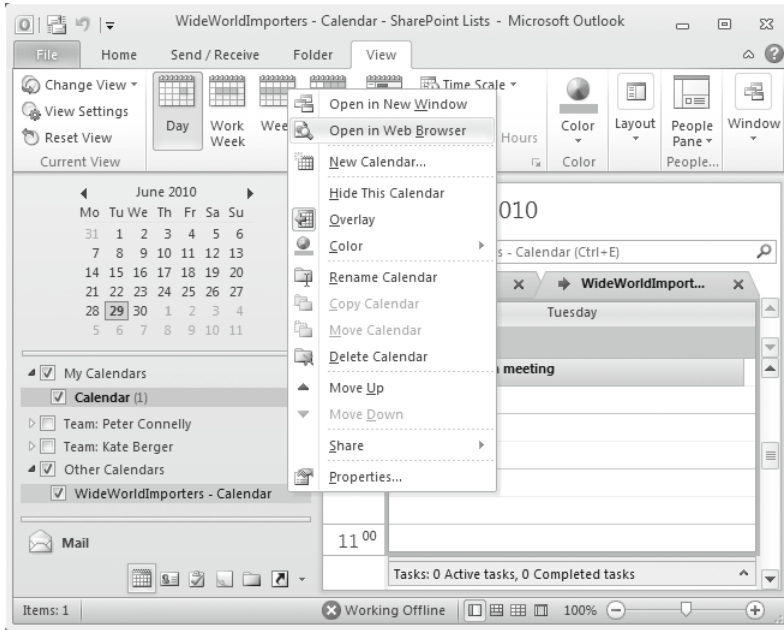 WideWorldImporters - Calendar - SharePoint Lists - Microsoft Outlook
File Home Send / Receive Folder View
Change View
View Settings
Reset View
Current View
Day
Work Week
Time Scale
Hours
Color
Color
Layout
People Pane
People...
Window
Open in New Window
Open in Web Browser
New Calendar...
Hide This Calendar
Overlay
Color
Rename Calendar
Copy Calendar
Move Calendar
Delete Calendar
Move Up
Move Down
Share
Properties...
June 2010
Mo Tu We Th Fr Sa Su
31 1 2 3 4 5 6
7 8 9 10 11 12 13
14 15 16 17 18 19 20
21 22 23 24 25 26 27
28 29 30 1 2 3 4
5 6 7 8 9 10 11
My Calendars
Calendar (1)
Team: Peter Connelly
Team: Kate Berger
Other Calendars
WideWorldImporters - Calendar
Mail
010
s - Calendar (Ctrl+E)
WideWorldImport...
Tuesday
meeting
11 00
Tasks: 0 Active tasks, 0 Completed tasks
Items: 1
Working Offline
100%